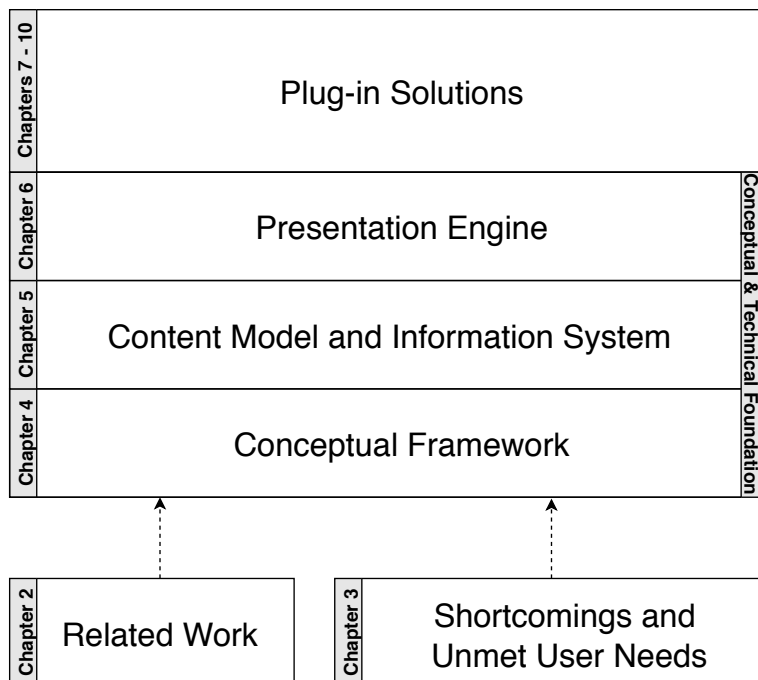 Chapters 7 - 10
Plug-in Solutions
Chapter 6
Presentation Engine
Conceptual & Technical Foundation
Chapter 5
Content Model and Information System
Chapter 4
Conceptual Framework
Chapter 2
Related Work
Chapter 3
Shortcomings and
Unmet User Needs